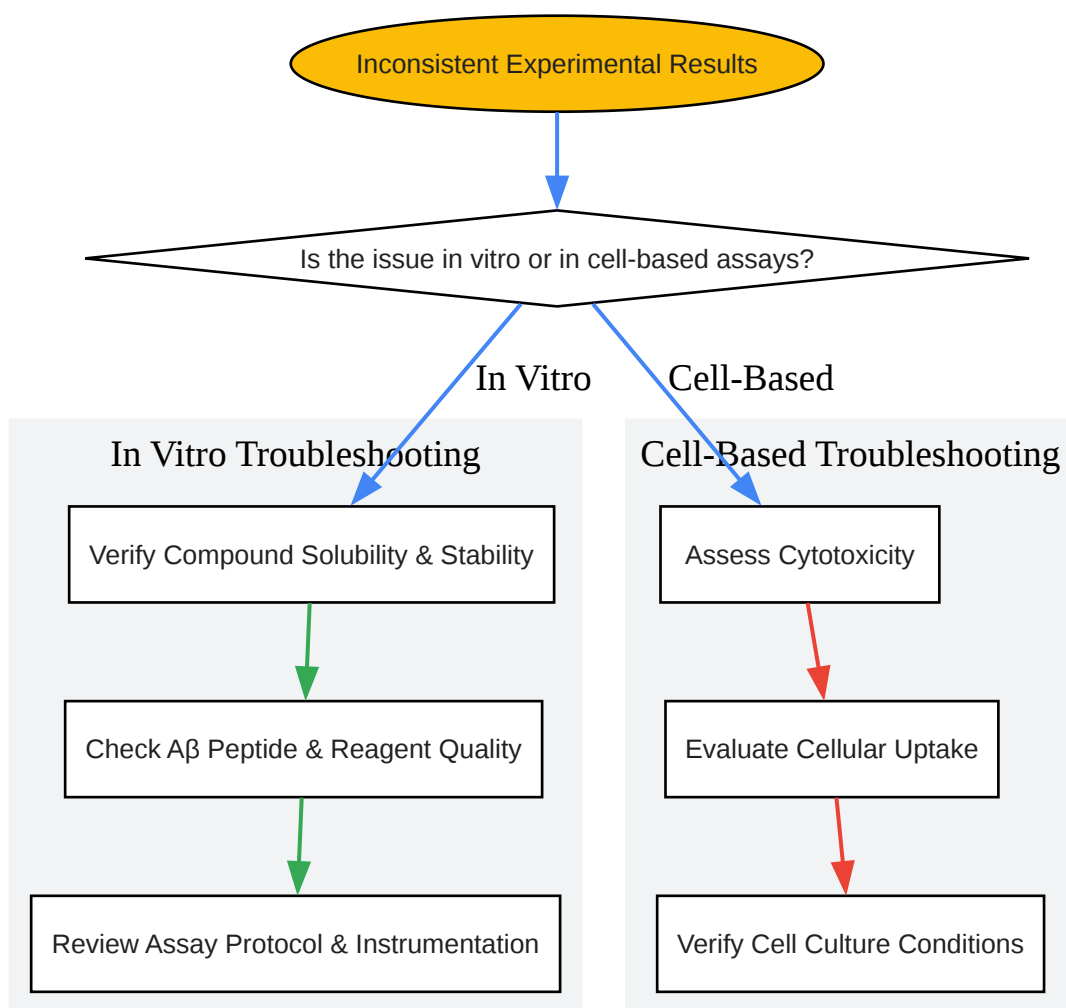 Inconsistent Experimental Results
Is the issue in vitro or in cell-based assays?
In Vitro
Cell-Based
In Vitro Troubleshooting
Verify Compound Solubility & Stability
Check Aβ Peptide & Reagent Quality
Review Assay Protocol & Instrumentation
Cell-Based Troubleshooting
Assess Cytotoxicity
Evaluate Cellular Uptake
Verify Cell Culture Conditions